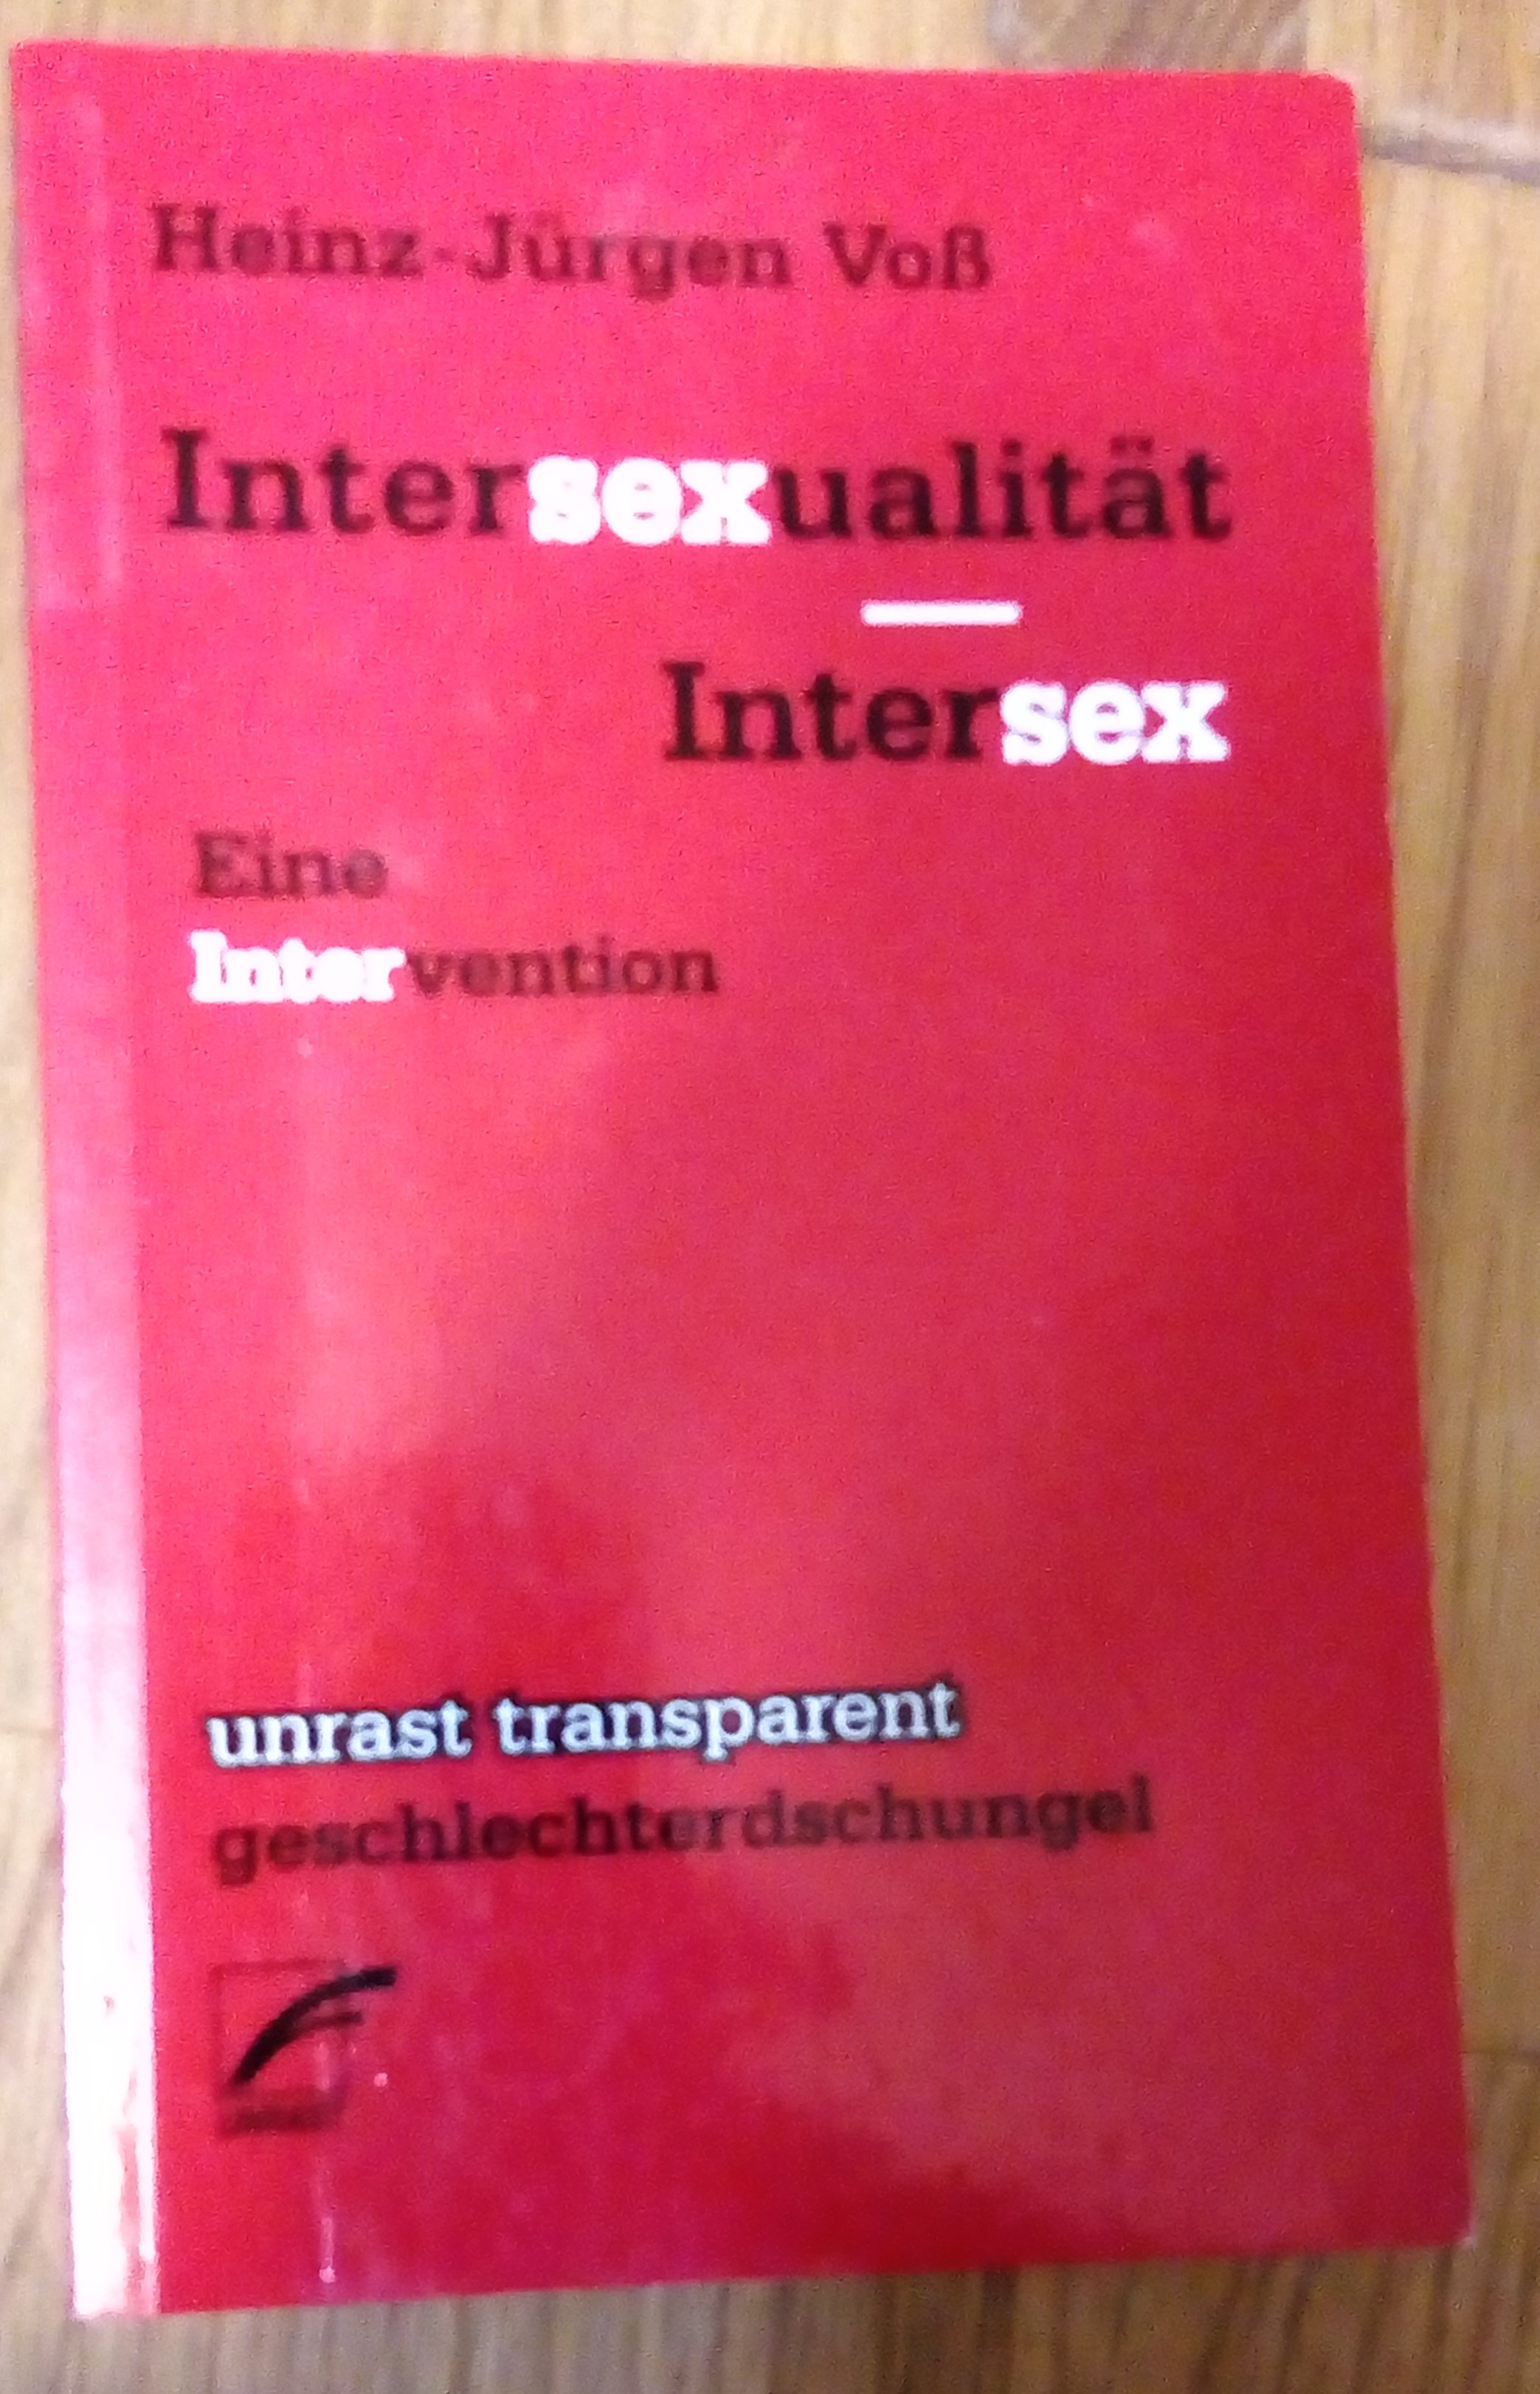 Heinz-Jürgen Voß
Intersexualität
—
Intersex
Eine
Intervention
unrast transparent
geschlechterdschungel